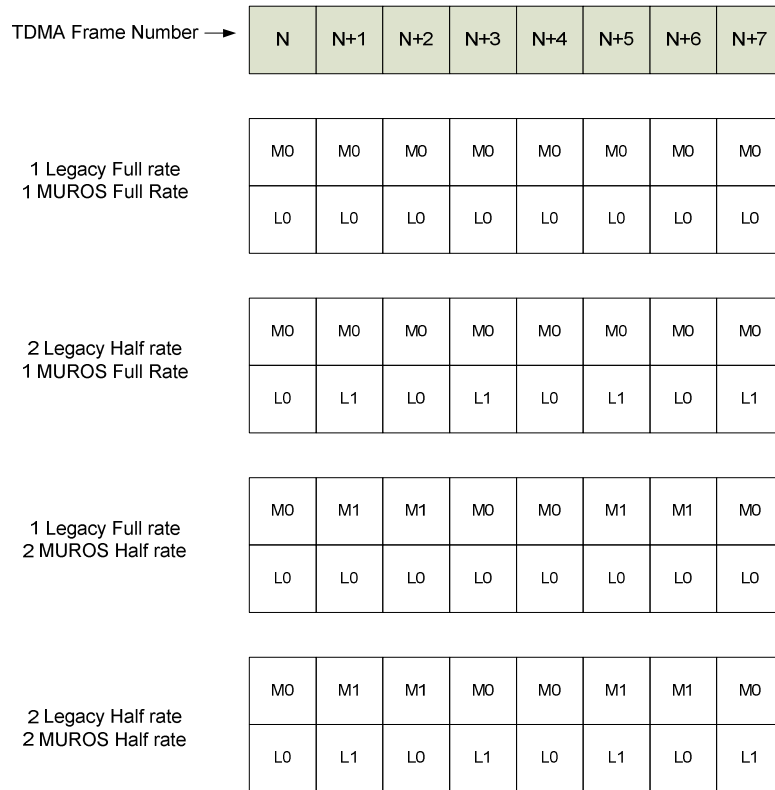 TDMA Frame Number N N+1 N+2 N+3 N+4 N+5 N+6 N+7
1 Legacy Full rate
1 MUROS Full Rate
M0 M0 M0 M0 M0 M0 M0 M0
L0 L0 L0 L0 L0 L0 L0 L0
2 Legacy Half rate
1 MUROS Full Rate
M0 M0 M0 M0 M0 M0 M0 M0
L0 L1 L0 L1 L0 L1 L0 L1
1 Legacy Full rate
2 MUROS Half rate
M0 M1 M1 M0 M0 M1 M1 M0
L0 L0 L0 L0 L0 L0 L0 L0
2 Legacy Half rate
2 MUROS Half rate
M0 M1 M1 M0 M0 M1 M1 M0
L0 L1 L0 L1 L0 L1 L0 L1